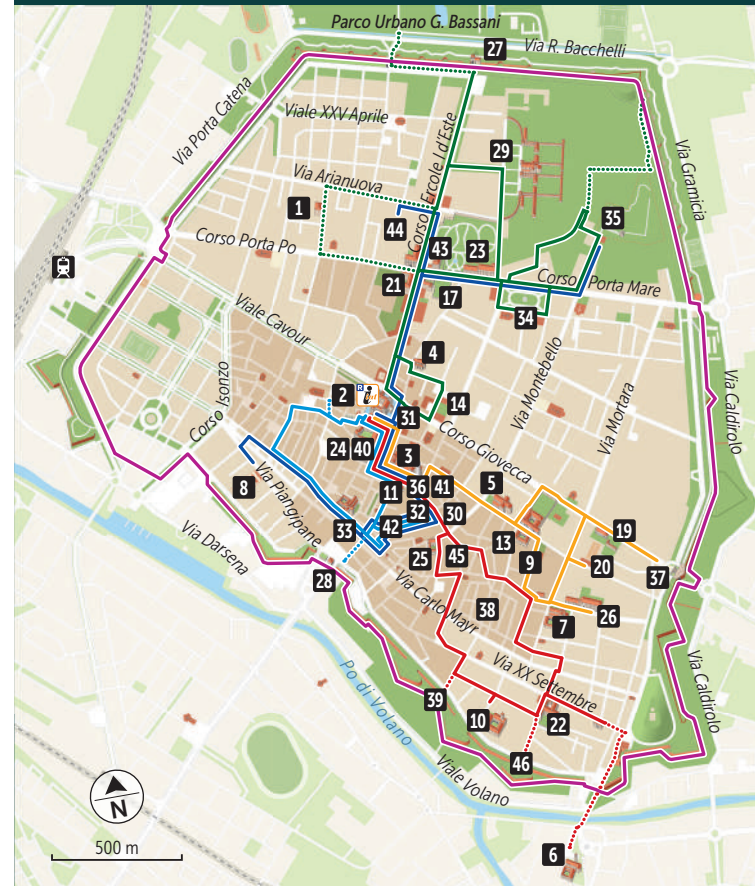 Parco Urbano G. Bassani
27
Via R. Bacchelli
Via Porta Catena
Viale XXV Aprile
Corso Ercole I d'Este
29
Via Gramicia
Via Arianuova
1
44
35
Corso Porta Po
43
23
21
17
Corso Porta Mare
34
Viale Cavour
4
Via Montebello
Via Mortara
Via Caldirolo
2
R
i
14
31
Corso Isonzo
24
40
3
Corso Giovecca
8
Via Piangipane
11
36
41
5
32
30
19
33
42
13
Via Darsena
25
45
9
20
37
28
Via Carlo Mayr
38
7
26
Via XX Settembre
Via Caldirolo
39
10
22
Po di Volano
46
Viale Volano
N
500 m
6